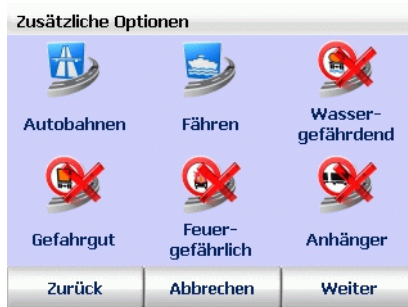 Zusätzliche Optionen
Autobahnen
Fähren
Wasser-
gefährdend
Gefahrgut
Feuer-
gefährlich
Anhänger
Zurück
Abbrechen
Weiter